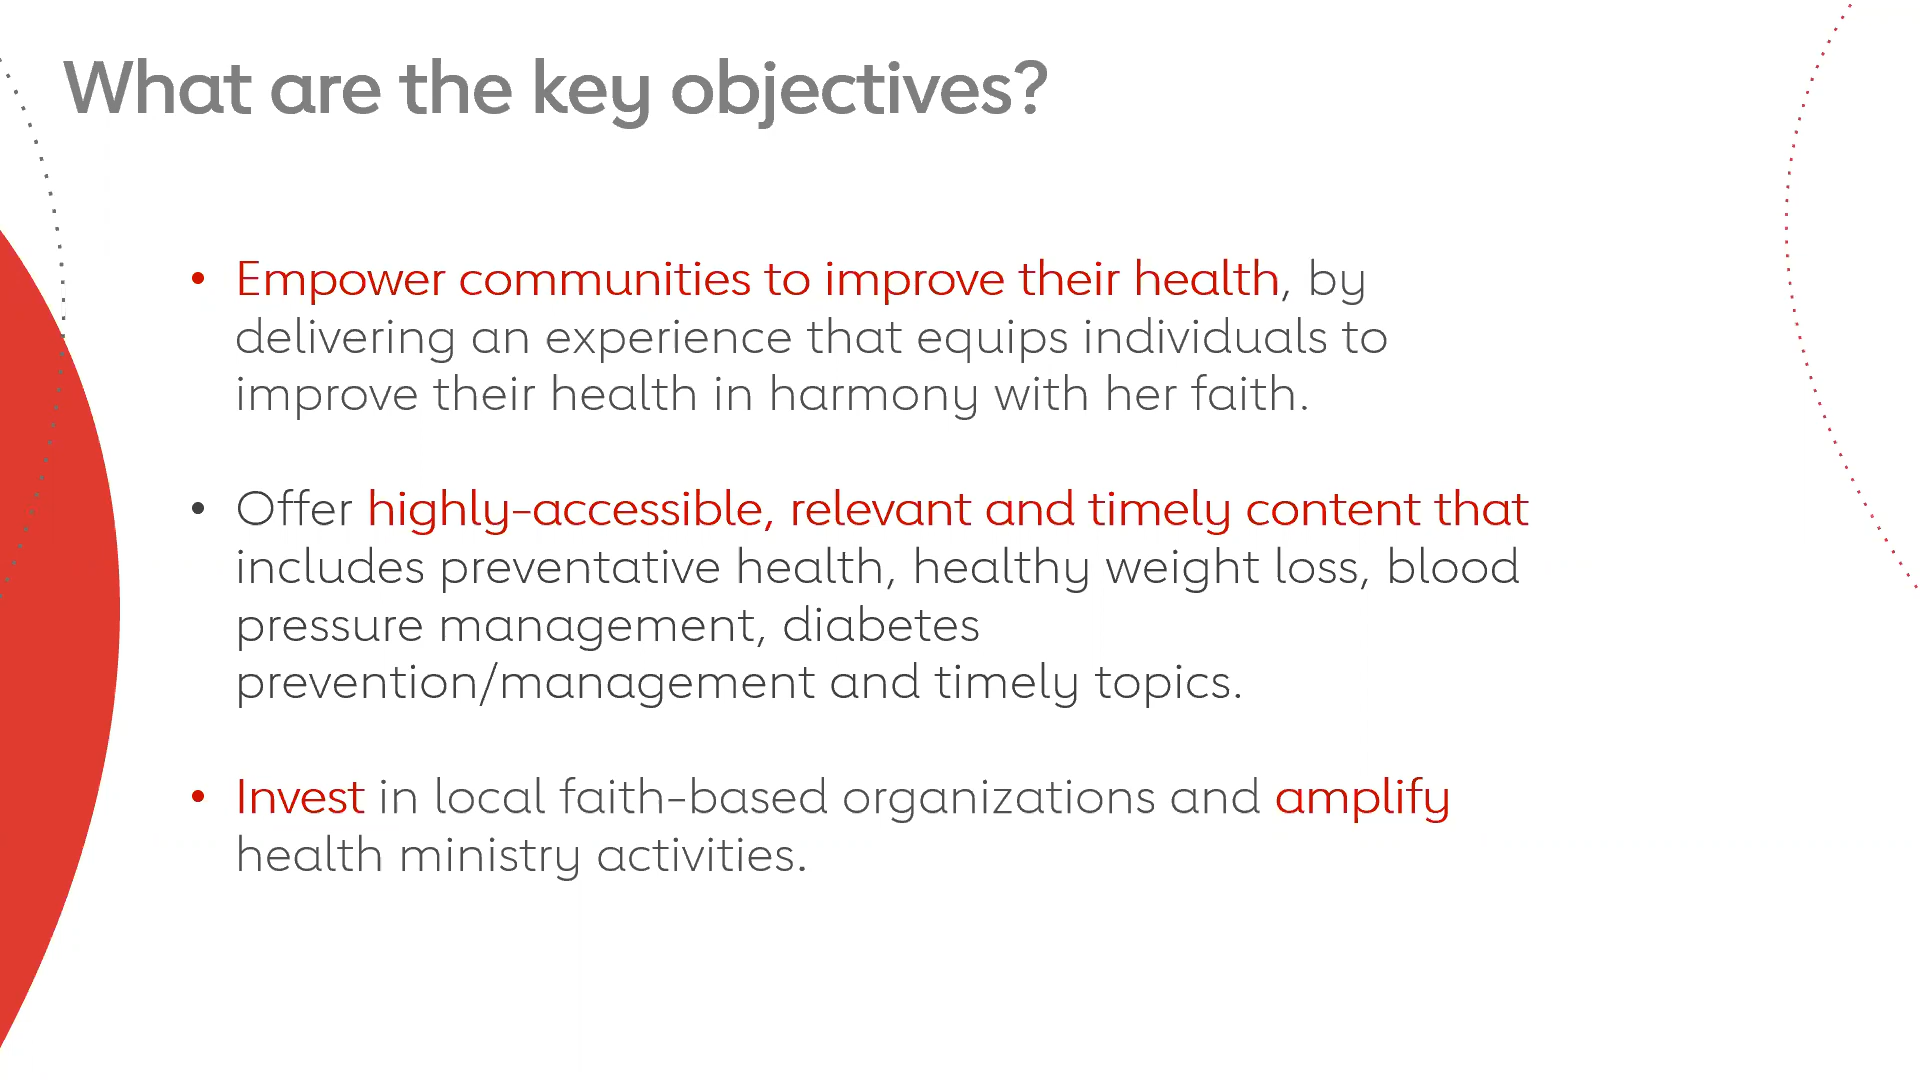 What are the key objectives?
• Empower communities to improve their health, by
delivering an experience that equips individuals to
improve their health in harmony with her faith.
• Offer highly-accessible, relevant and timely content that
includes preventative health, healthy weight loss, blood
pressure management, diabetes
prevention/management and timely topics.
• Invest in local faith-based organizations and amplify
health ministry activities.